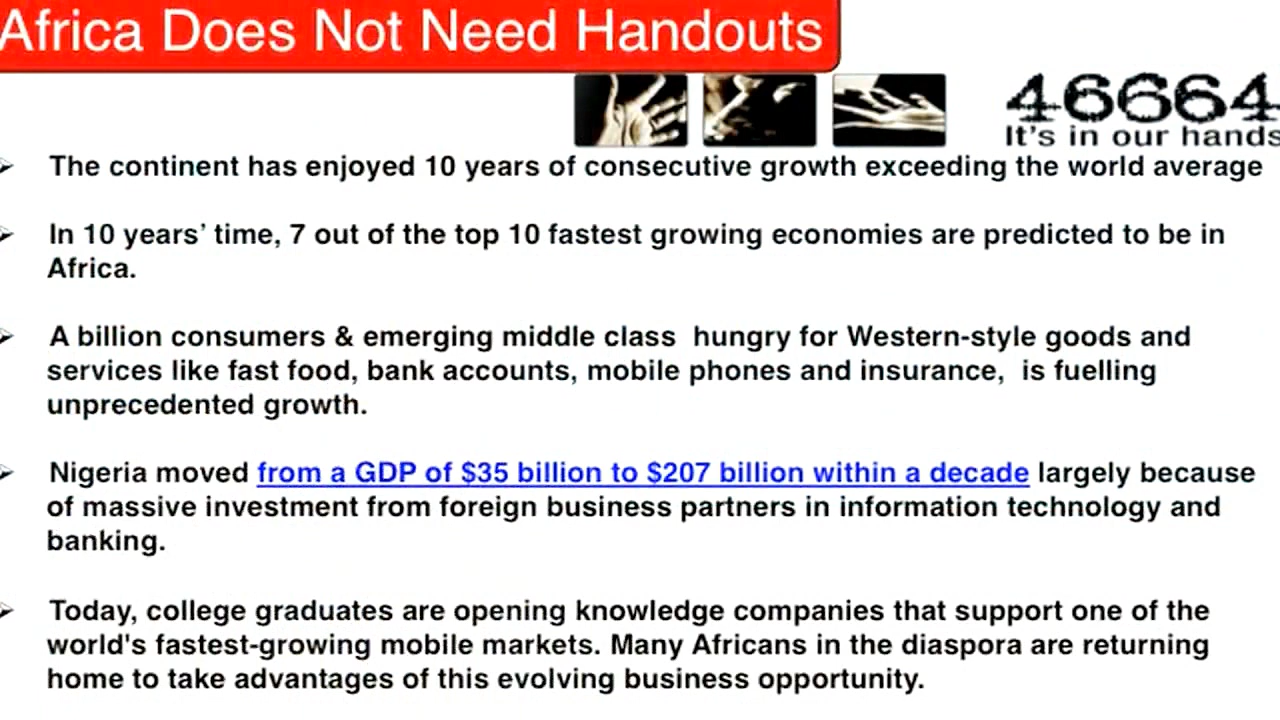 Africa Does Not Need Handouts
46664
It's in our hands
The continent has enjoyed 10 years of consecutive growth exceeding the world average
In 10 years’ time, 7 out of the top 10 fastest growing economies are predicted to be in
Africa.
A billion consumers & emerging middle class  hungry for Western-style goods and
services like fast food, bank accounts, mobile phones and insurance,  is fuelling
unprecedented growth.
Nigeria moved from a GDP of $35 billion to $207 billion within a decade largely because
of massive investment from foreign business partners in information technology and
banking.
Today, college graduates are opening knowledge companies that support one of the
world's fastest-growing mobile markets. Many Africans in the diaspora are returning
home to take advantages of this evolving business opportunity.